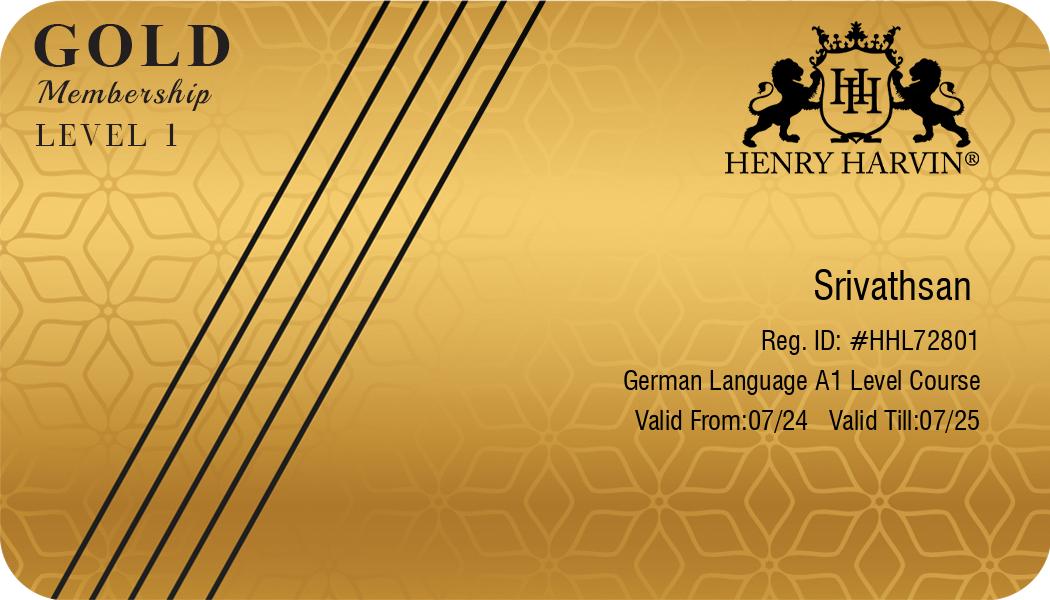 GOLD
Membership
LEVEL 1
HH
HENRY HARVIN®
Srivathsan
Reg. ID: #HHL72801
German Language A1 Level Course
Valid From:07/24 Valid Till:07/25